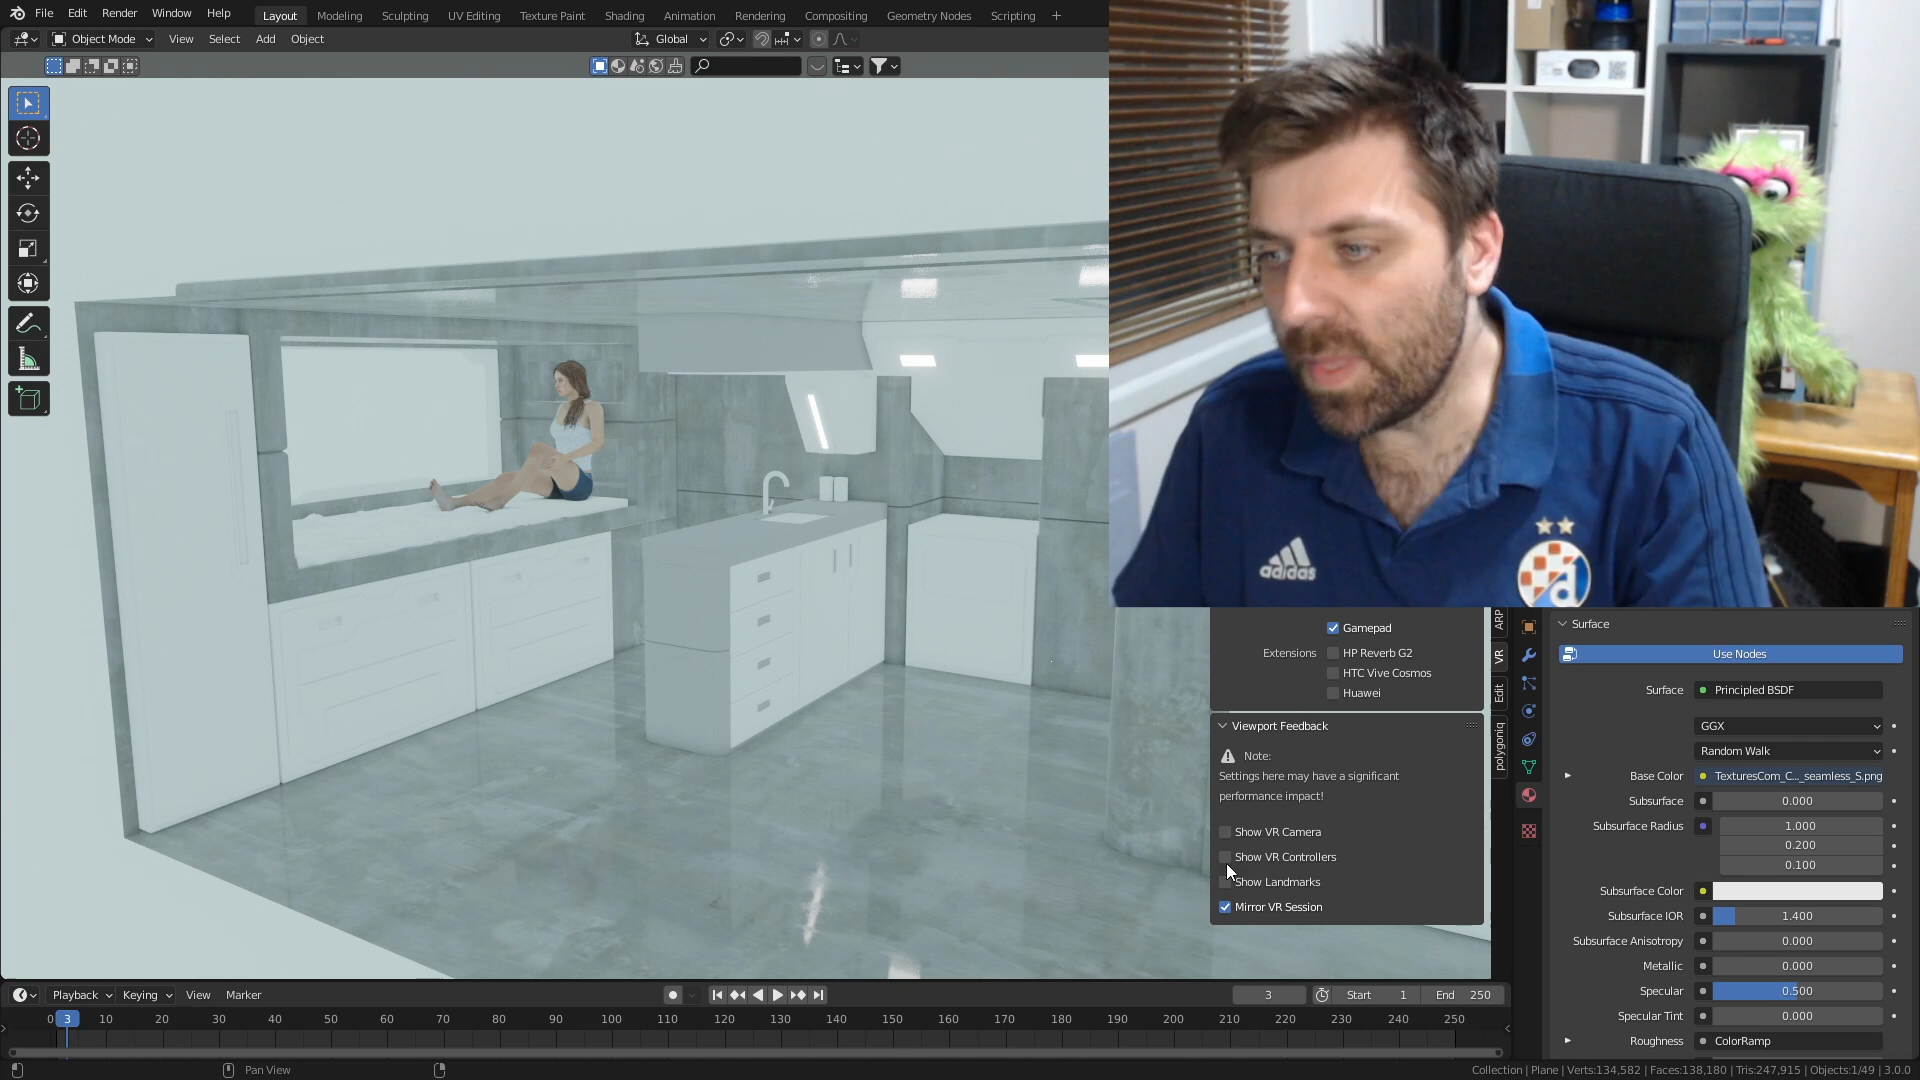 File Edit Render Window Help
Layout Modeling Sculpting UV Editing Texture Paint Shading Animation Rendering Compositing Geometry Nodes Scripting +
Object Mode View Select Add Object Global
adidas
Gamepad
Extensions HP Reverb G2
HTC Vive Cosmos
Huawei
Viewport Feedback
Note:
Settings here may have a significant
performance impact!
Show VR Camera
Show VR Controllers
Show Landmarks
Mirror VR Session
ARP
VR
Edit
polygoniq
Surface
Use Nodes
Surface Principled BSDF
GGX
Random Walk
Base Color TexturesCom_C..._seamless_S.png
Subsurface 0.000
Subsurface Radius 1.000
0.200
0.100
Subsurface Color
Subsurface IOR 1.400
Subsurface Anisotropy 0.000
Metallic 0.000
Specular 0.500
Specular Tint 0.000
Roughness ColorRamp
Playback Keying View Marker 3 Start 1 End 250
0 3 10 20 30 40 50 60 70 80 90 100 110 120 130 140 150 160 170 180 190 200 210 220 230 240 250
Pan View
Collection | Plane | Verts:134,582 | Faces:138,180 | Tris:247,915 | Objects:1/49 | 3.0.0